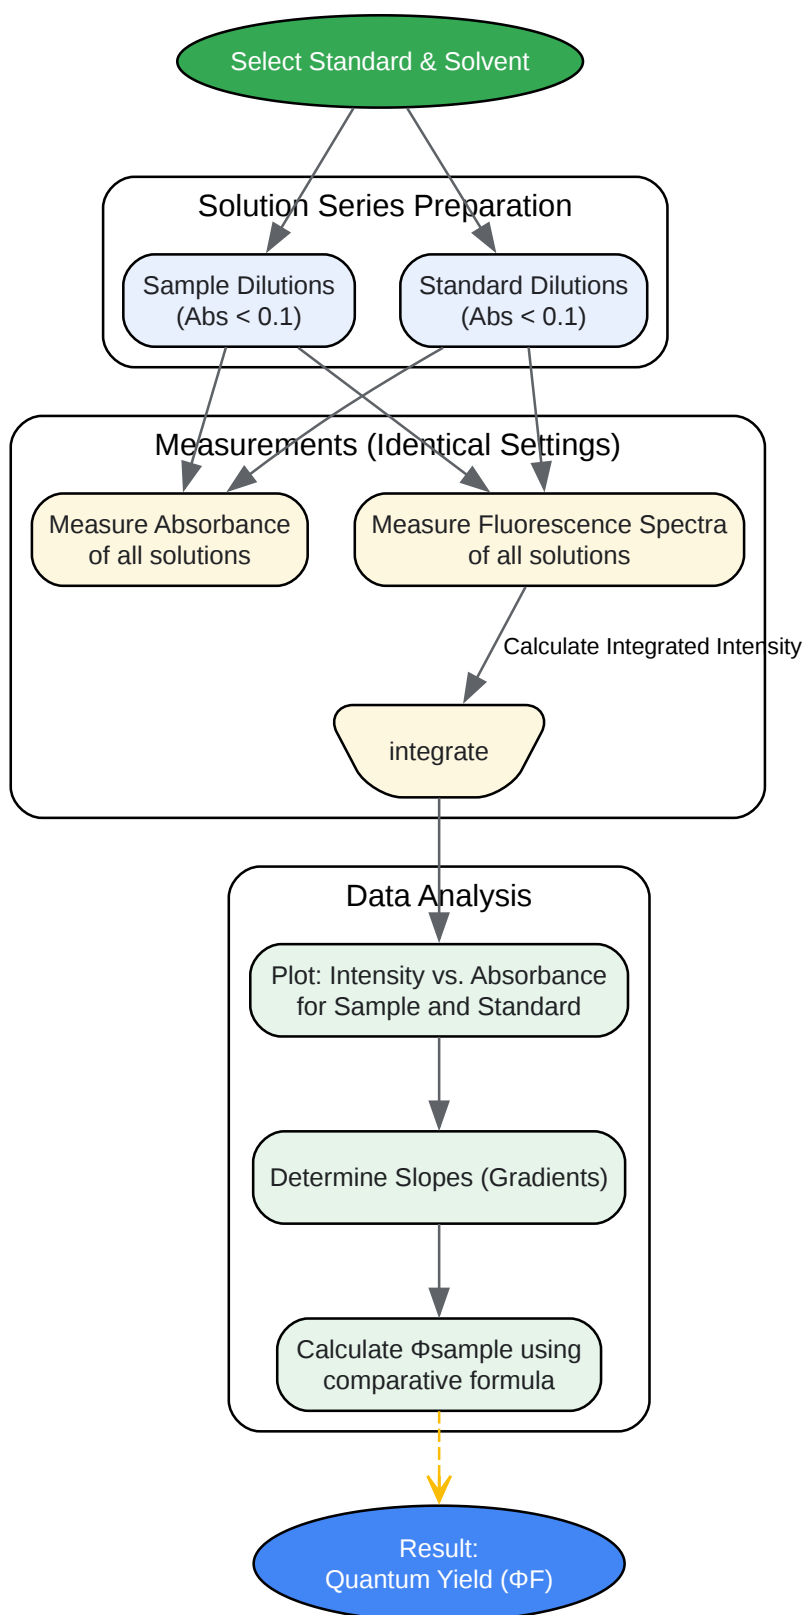 Select Standard & Solvent
Solution Series Preparation
Sample Dilutions
(Abs < 0.1)
Standard Dilutions
(Abs < 0.1)
Measurements (Identical Settings)
Measure Absorbance
of all solutions
Measure Fluorescence Spectra
of all solutions
Calculate Integrated Intensity
integrate
Data Analysis
Plot: Intensity vs. Absorbance
for Sample and Standard
Determine Slopes (Gradients)
Calculate Φsample using
comparative formula
Result:
Quantum Yield (ΦF)